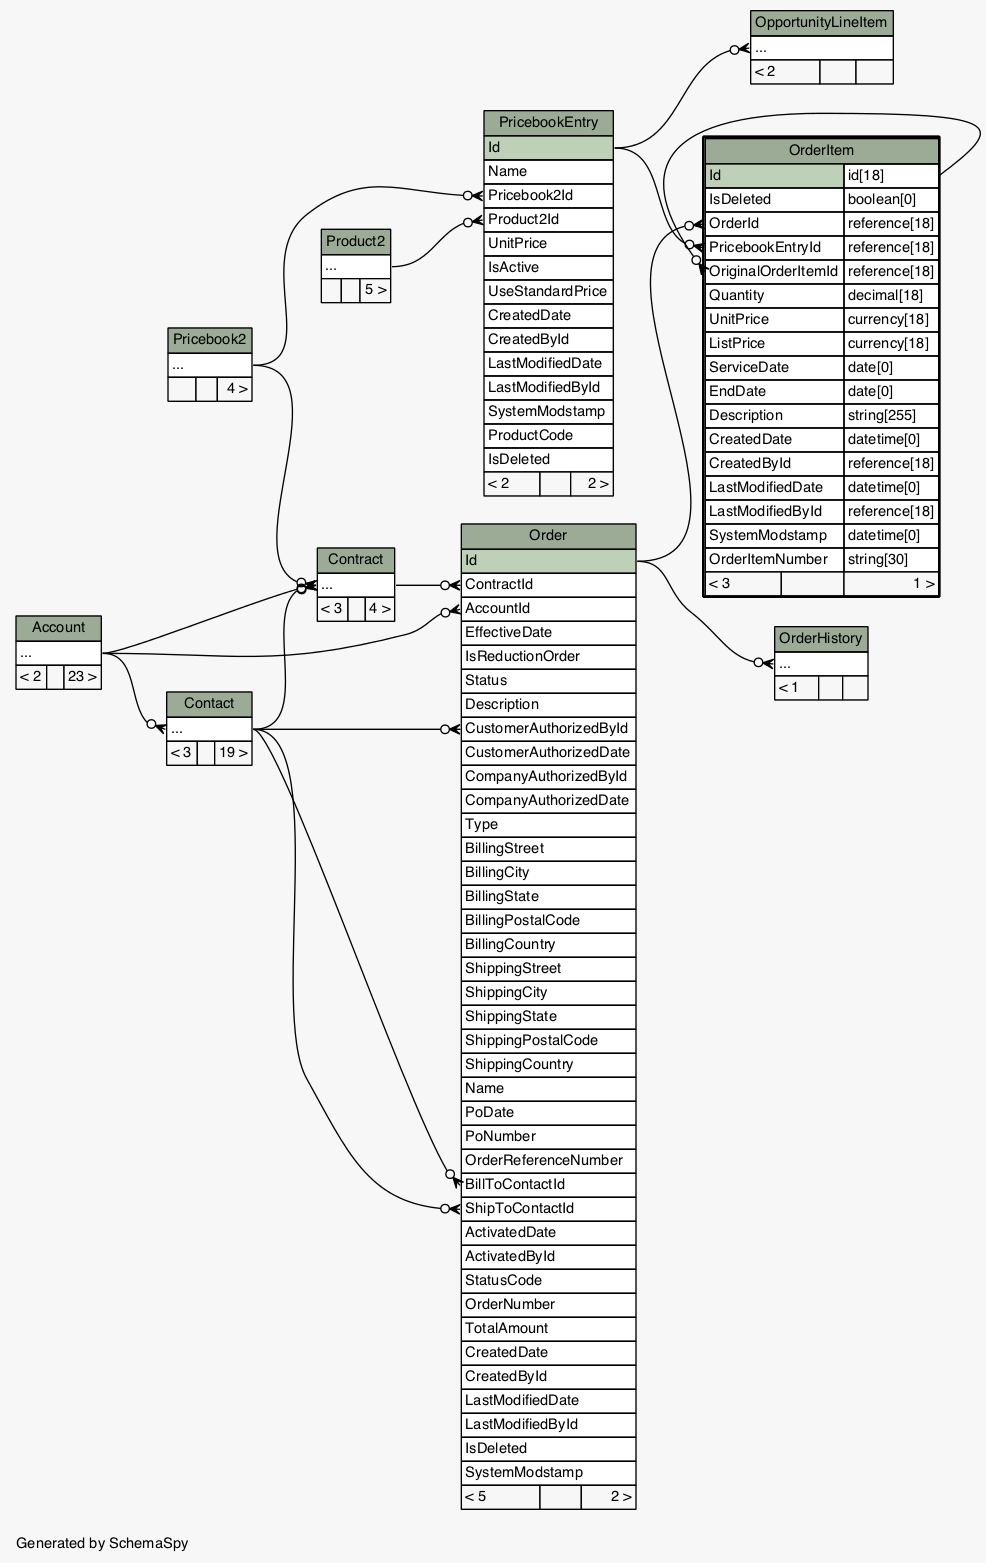 OpportunityLineItem
...
< 2
PricebookEntry
Id
Name
Pricebook2Id
Product2Id
UnitPrice
IsActive
UseStandardPrice
CreatedDate
CreatedById
LastModifiedDate
LastModifiedById
SystemModstamp
ProductCode
IsDeleted
< 2 2 >
OrderItem
Id id[18]
IsDeleted boolean[0]
OrderId reference[18]
PricebookEntryId reference[18]
OriginalOrderItemId reference[18]
Quantity decimal[18]
UnitPrice currency[18]
ListPrice currency[18]
ServiceDate date[0]
EndDate date[0]
Description string[255]
CreatedDate datetime[0]
CreatedById reference[18]
LastModifiedDate datetime[0]
LastModifiedById reference[18]
SystemModstamp datetime[0]
OrderItemNumber string[30]
< 3 1 >
Product2
...
5 >
Pricebook2
...
4 >
Contract
...
< 3 4 >
Account
...
< 2 23 >
Contact
...
< 3 19 >
Order
Id
ContractId
AccountId
EffectiveDate
IsReductionOrder
Status
Description
CustomerAuthorizedById
CustomerAuthorizedDate
CompanyAuthorizedById
CompanyAuthorizedDate
Type
BillingStreet
BillingCity
BillingState
BillingPostalCode
BillingCountry
ShippingStreet
ShippingCity
ShippingState
ShippingPostalCode
ShippingCountry
Name
PoDate
PoNumber
OrderReferenceNumber
BillToContactId
ShipToContactId
ActivatedDate
ActivatedById
StatusCode
OrderNumber
TotalAmount
CreatedDate
CreatedById
LastModifiedDate
LastModifiedById
IsDeleted
SystemModstamp
< 5 2 >
OrderHistory
...
< 1
Generated by SchemaSpy